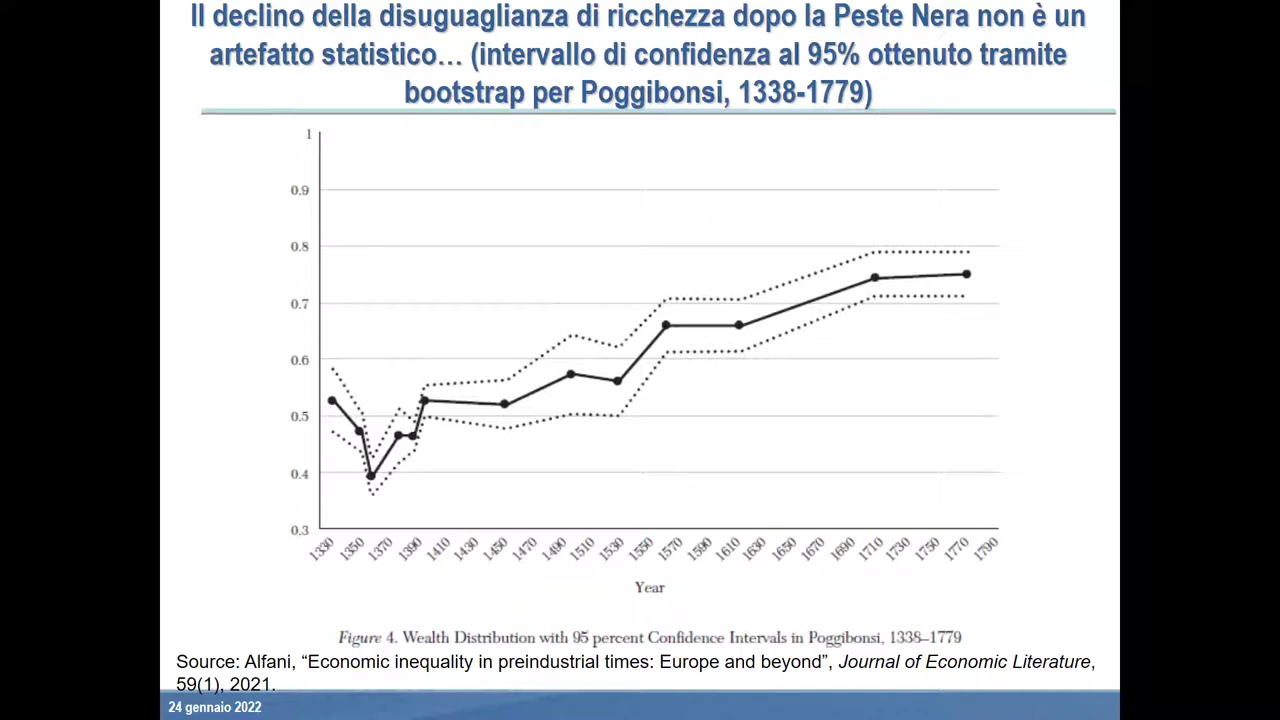 Il declino della disuguaglianza di ricchezza dopo la Peste Nera non è un
artefatto statistico… (intervallo di confidenza al 95% ottenuto tramite
bootstrap per Poggibonsi, 1338-1779)
1
0.9
0.8
0.7
0.6
0.5
0.4
0.3
1330 1350 1370 1390 1410 1430 1450 1470 1490 1510 1530 1550 1570 1590 1610 1630 1650 1670 1690 1710 1730 1750 1770 1790
Year
Figure 4. Wealth Distribution with 95 percent Confidence Intervals in Poggibonsi, 1338–1779
Source: Alfani, “Economic inequality in preindustrial times: Europe and beyond”, Journal of Economic Literature,
59(1), 2021.
24 gennaio 2022